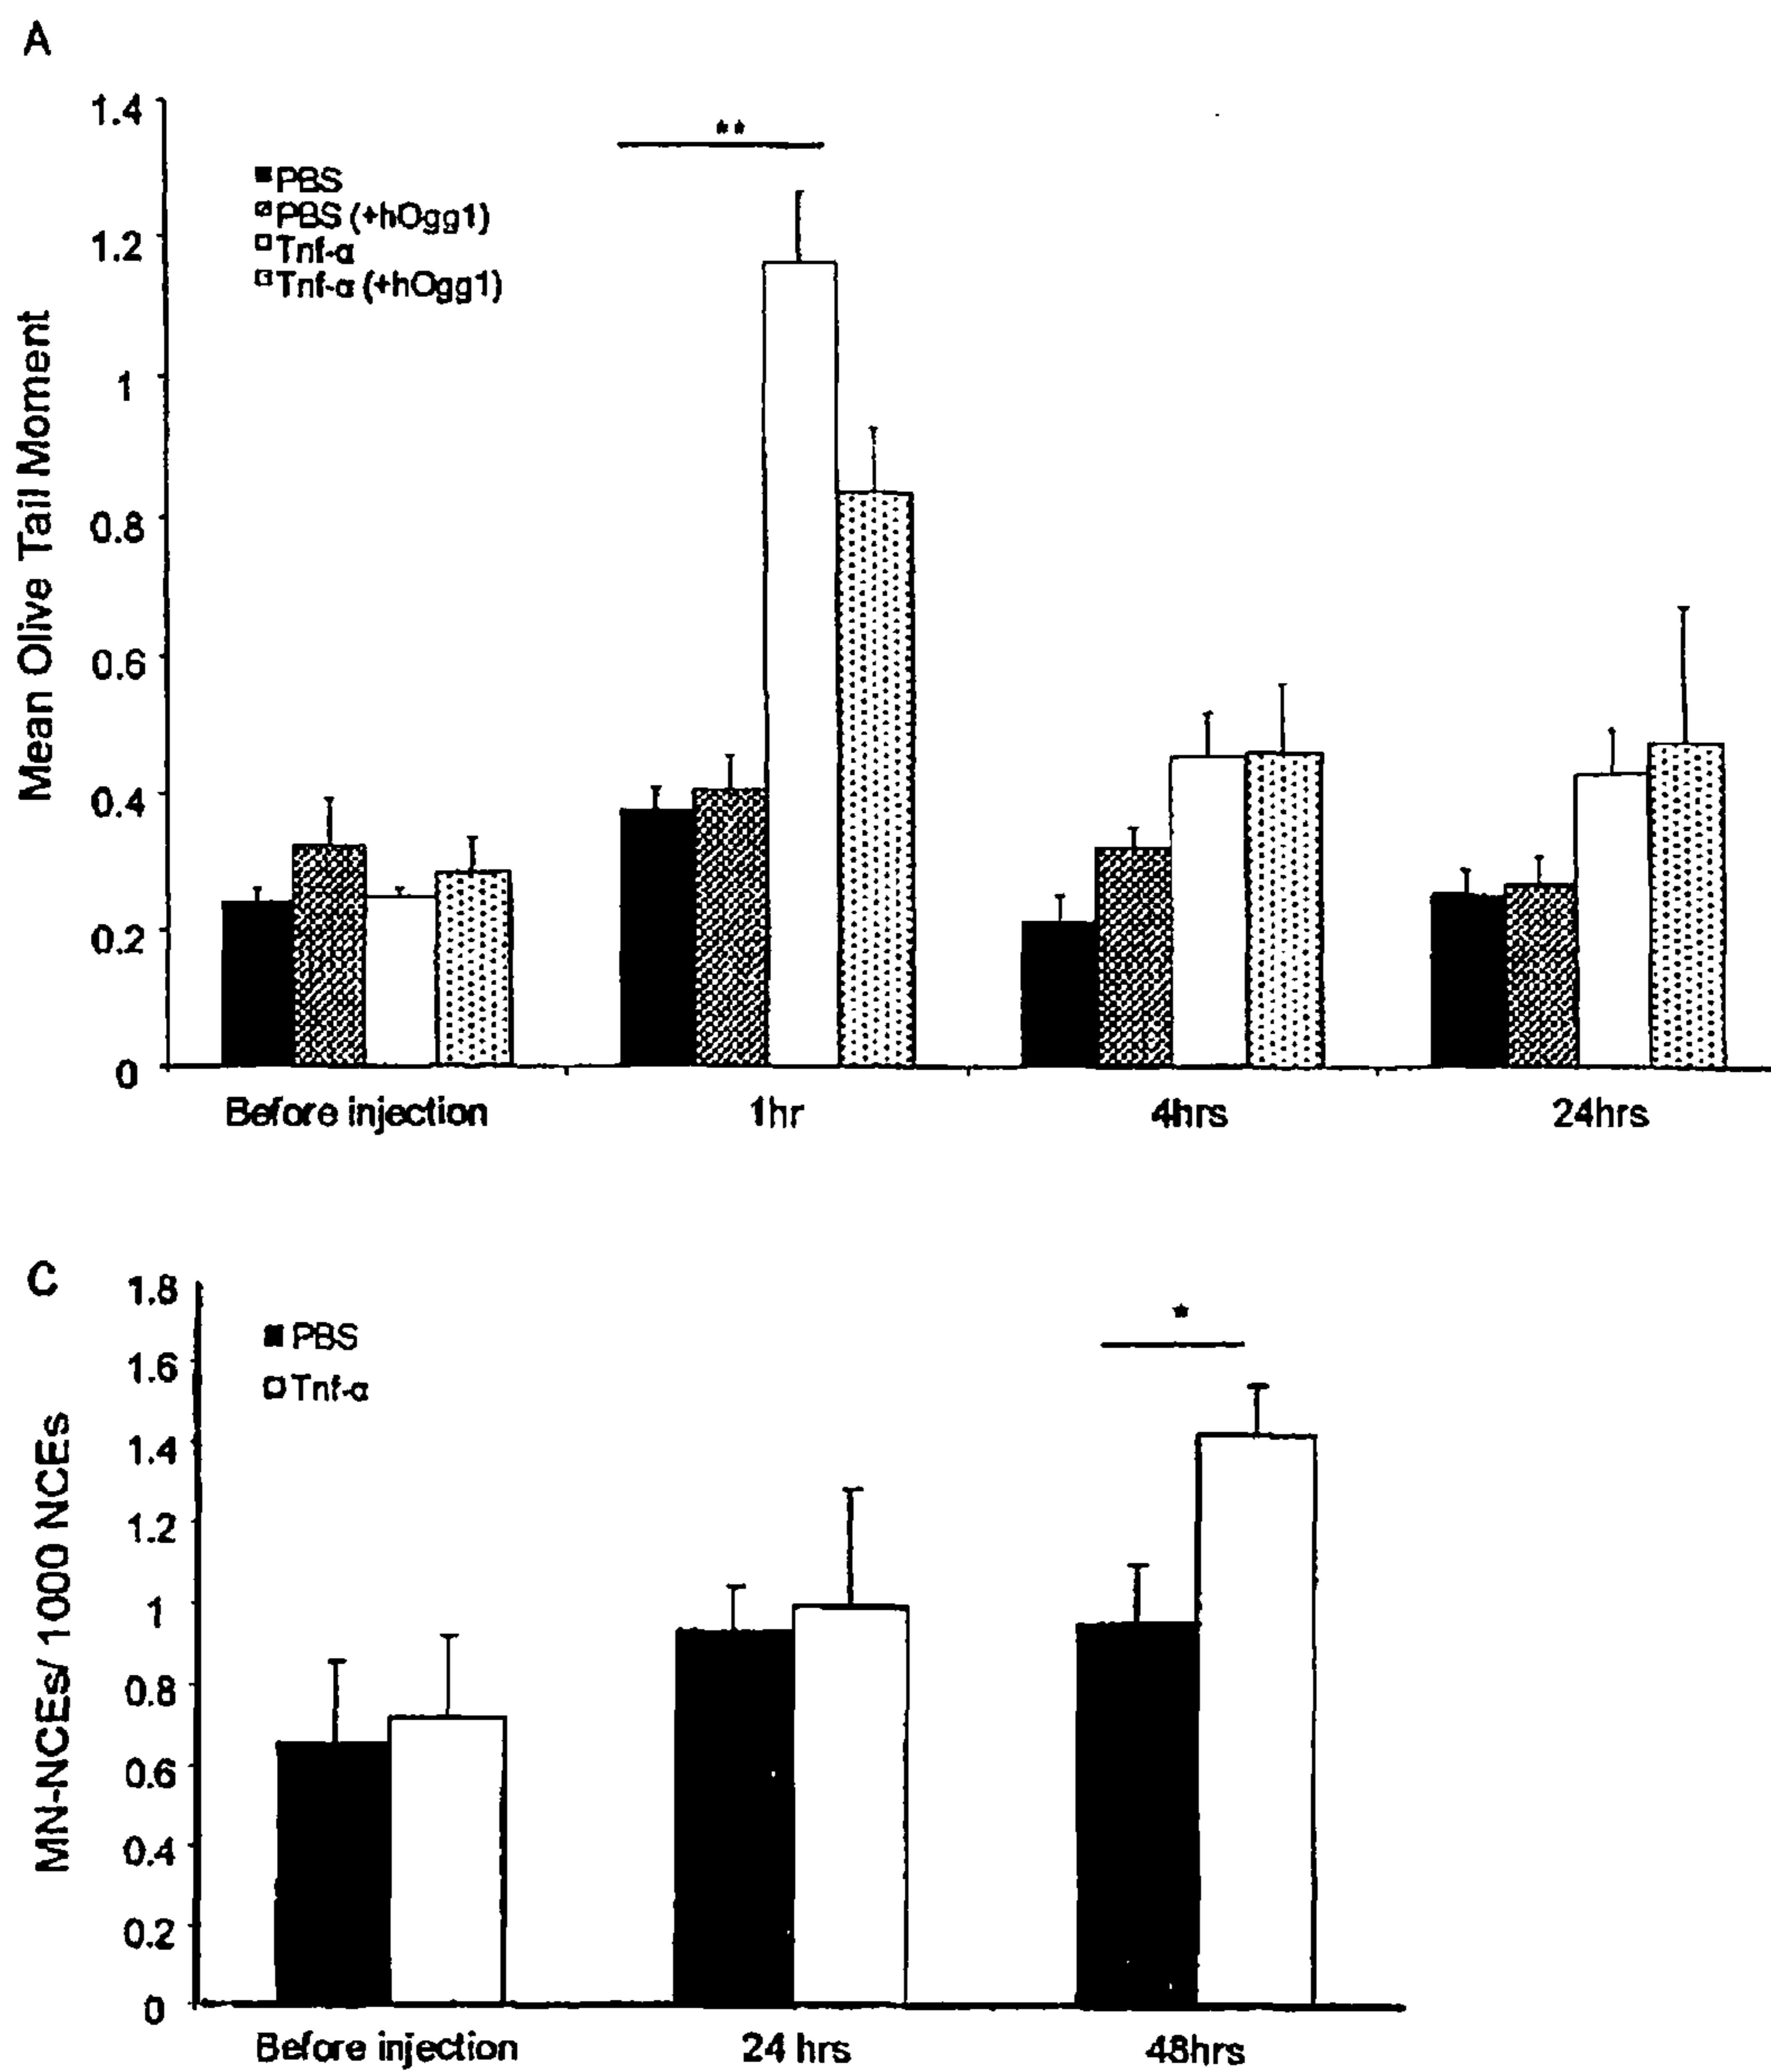 A
1.4
1.2
1
0.8
0.6
0.4
0.2
0
Mean Olive Tail Moment
**
PBS
PBS (+hOgg1)
Tnf-α
Tnf-α (+hOgg1)
Before injection 1hr 4hrs 24hrs
C
1.8
1.6
1.4
1.2
1
0.8
0.6
0.4
0.2
0
MN-NCEs/ 1000 NCEs
*
PBS
Tnf-α
Before injection 24 hrs 48hrs